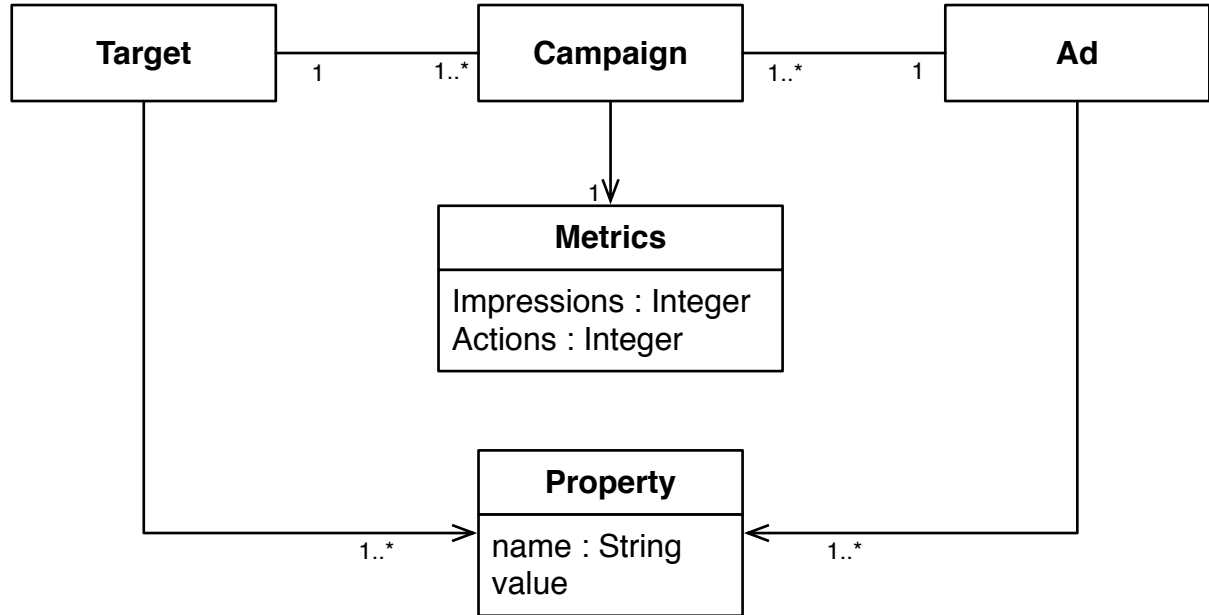 Target
Campaign
Ad
1
1..*
1..*
1
1
Metrics
Impressions : Integer
Actions : Integer
Property
name : String
value
1..*
1..*